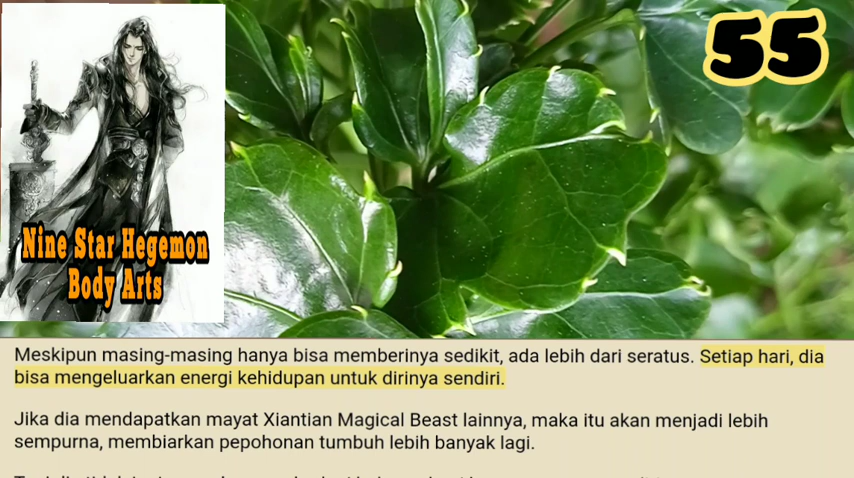 55
Nine Star Hegemon
Body Arts
Meskipun masing-masing hanya bisa memberinya sedikit, ada lebih dari seratus. Setiap hari, dia
bisa mengeluarkan energi kehidupan untuk dirinya sendiri.
Jika dia mendapatkan mayat Xiantian Magical Beast lainnya, maka itu akan menjadi lebih
sempurna, membiarkan pepohonan tumbuh lebih banyak lagi.